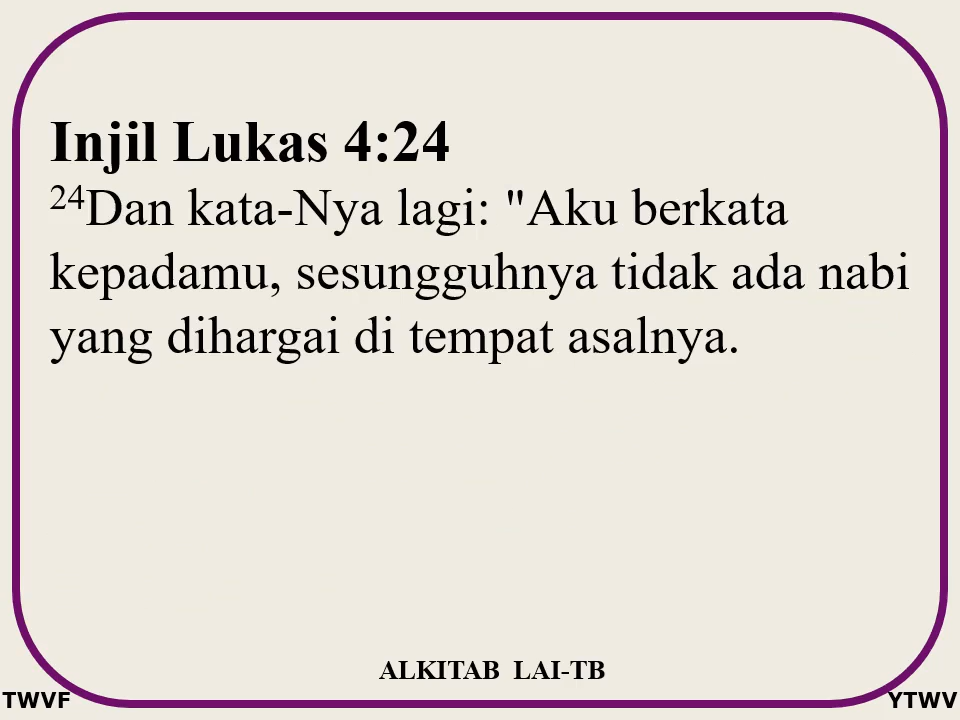 Injil Lukas 4:24
24Dan kata-Nya lagi: "Aku berkata
kepadamu, sesungguhnya tidak ada nabi
yang dihargai di tempat asalnya.
ALKITAB LAI-TB
TWVF
YTWV